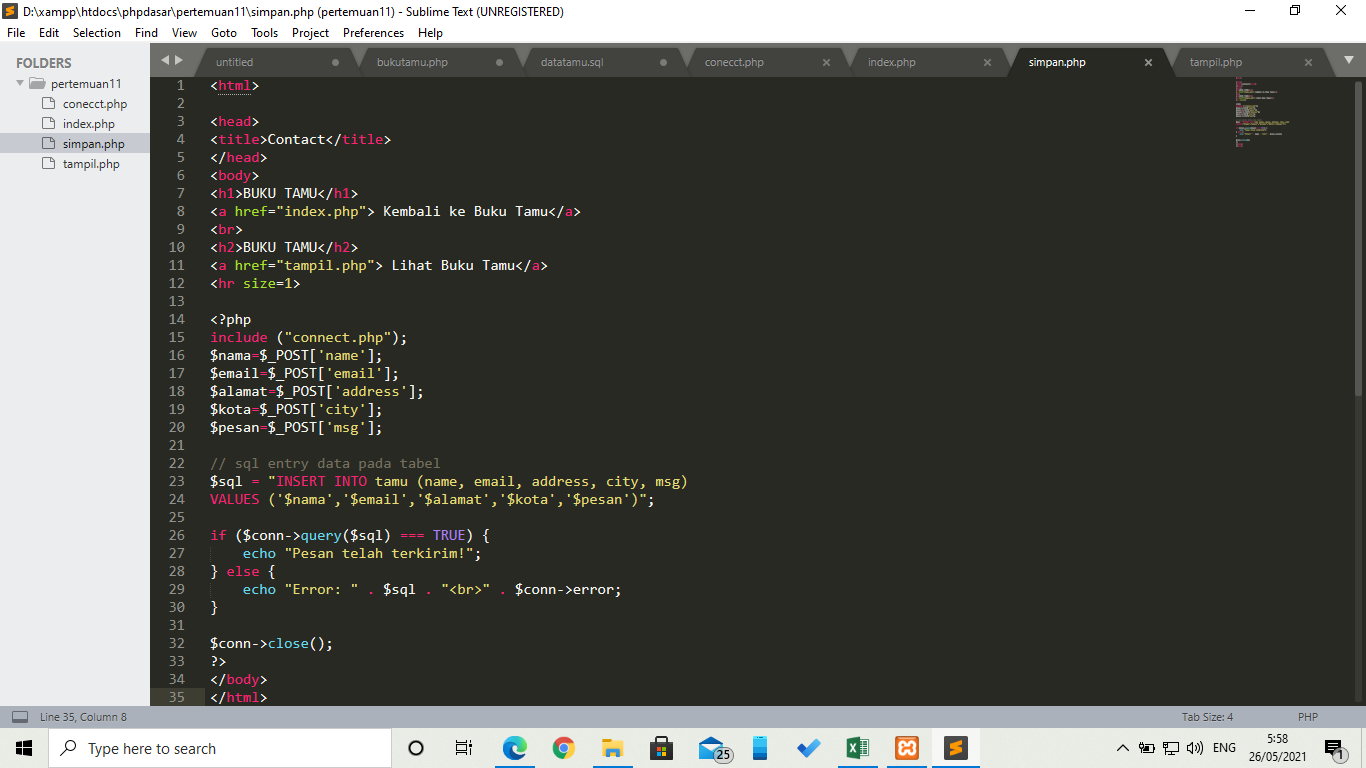 D:\xampp\htdocs\phpdasar\pertemuan11\simpan.php (pertemuan11) - Sublime Text (UNREGISTERED)
File Edit Selection Find View Goto Tools Project Preferences Help
FOLDERS
pertemuan11
conecct.php
index.php
simpan.php
tampil.php
untitled bukutamu.php datatamu.sql conecct.php index.php simpan.php tampil.php
1 <html>
2
3 <head>
4 <title>Contact</title>
5 </head>
6 <body>
7 <h1>BUKU TAMU</h1>
8 <a href="index.php"> Kembali ke Buku Tamu</a>
9 <br>
10 <h2>BUKU TAMU</h2>
11 <a href="tampil.php"> Lihat Buku Tamu</a>
12 <hr size=1>
13
14 <?php
15 include ("connect.php");
16 $nama=$_POST['name'];
17 $email=$_POST['email'];
18 $alamat=$_POST['address'];
19 $kota=$_POST['city'];
20 $pesan=$_POST['msg'];
21
22 // sql entry data pada tabel
23 $sql = "INSERT INTO tamu (name, email, address, city, msg)
24 VALUES ('$nama','$email','$alamat','$kota','$pesan')";
25
26 if ($conn->query($sql) === TRUE) {
27 echo "Pesan telah terkirim!";
28 } else {
29 echo "Error: " . $sql . "<br>" . $conn->error;
30 }
31
32 $conn->close();
33 ?>
34 </body>
35 </html>
Line 35, Column 8 Tab Size: 4 PHP
Type here to search
25
ENG
5:58
26/05/2021
1